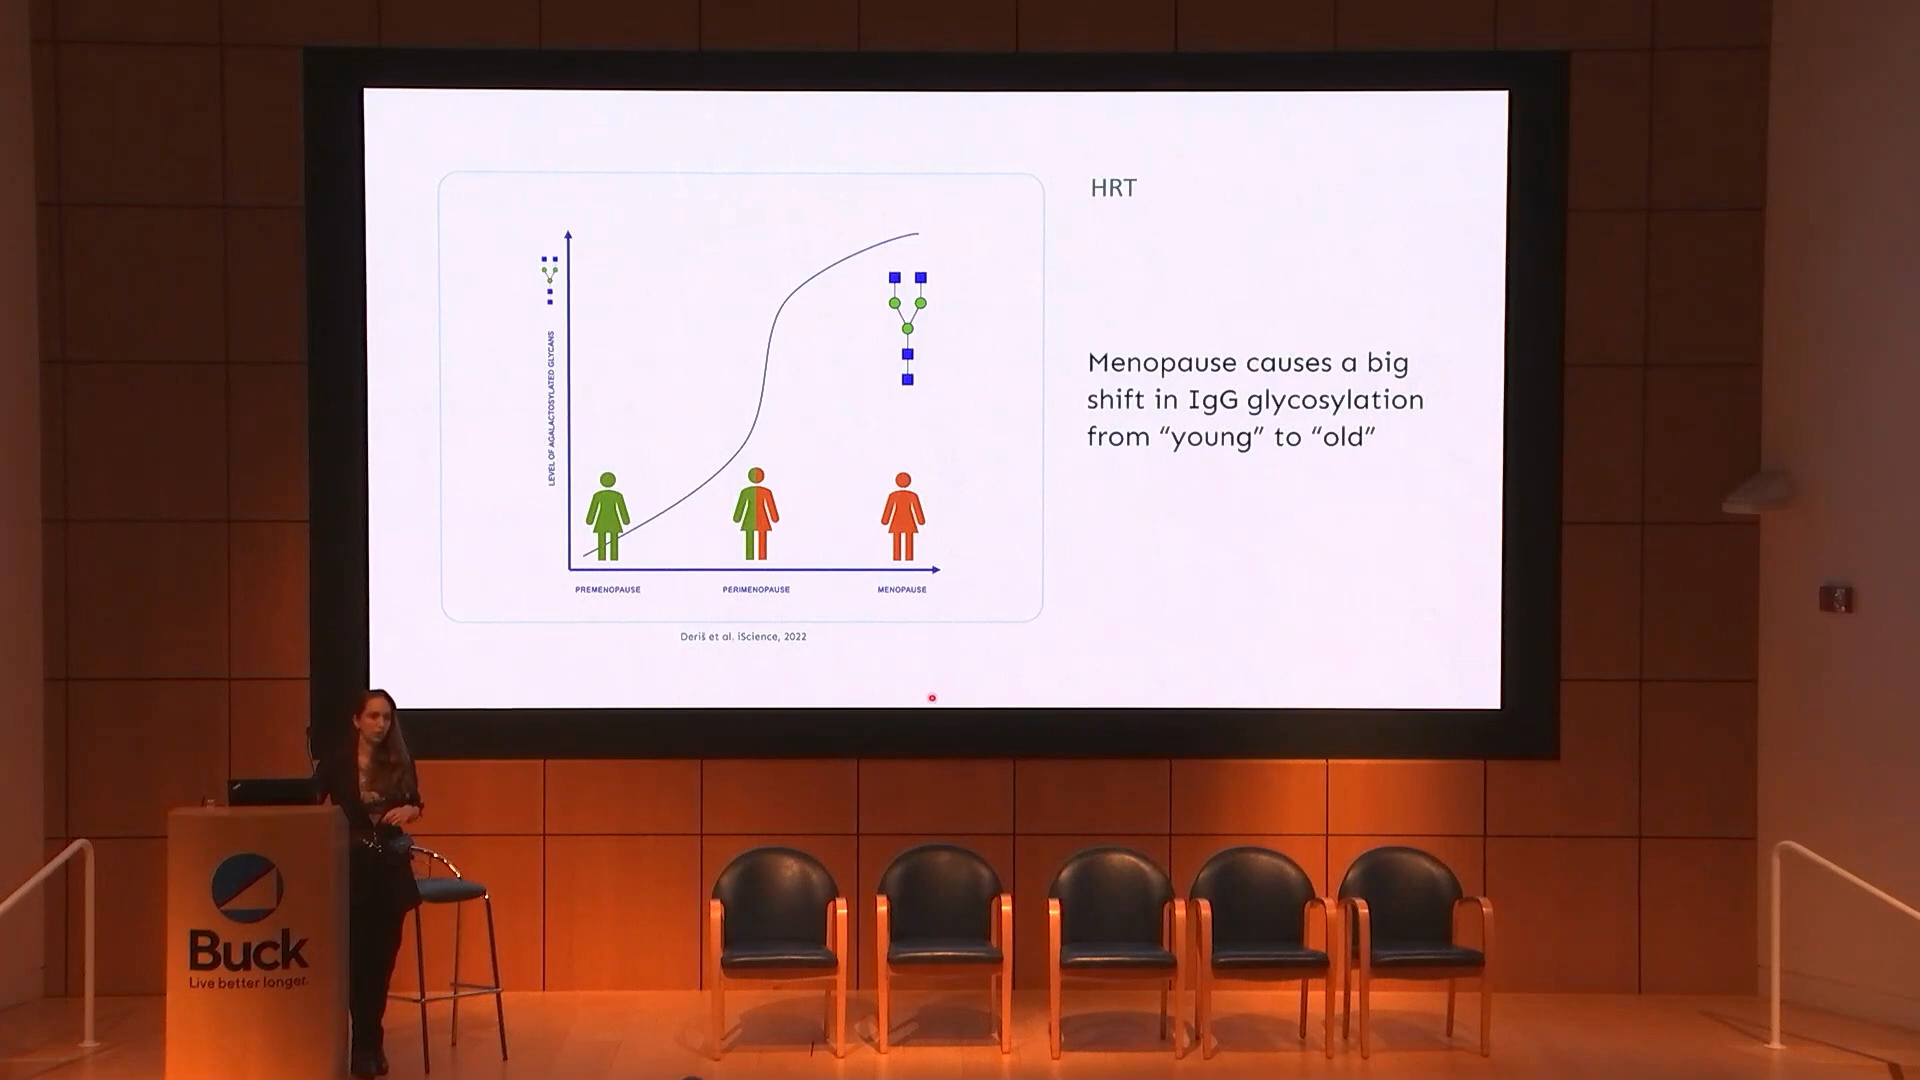 HRT
LEVEL OF AGALACTOSYLATED GLYCANS
Menopause causes a big
shift in IgG glycosylation
from “young” to “old”
PREMENOPAUSE
PERIMENOPAUSE
MENOPAUSE
Deriš et al. iScience, 2022
Buck
Live better longer.